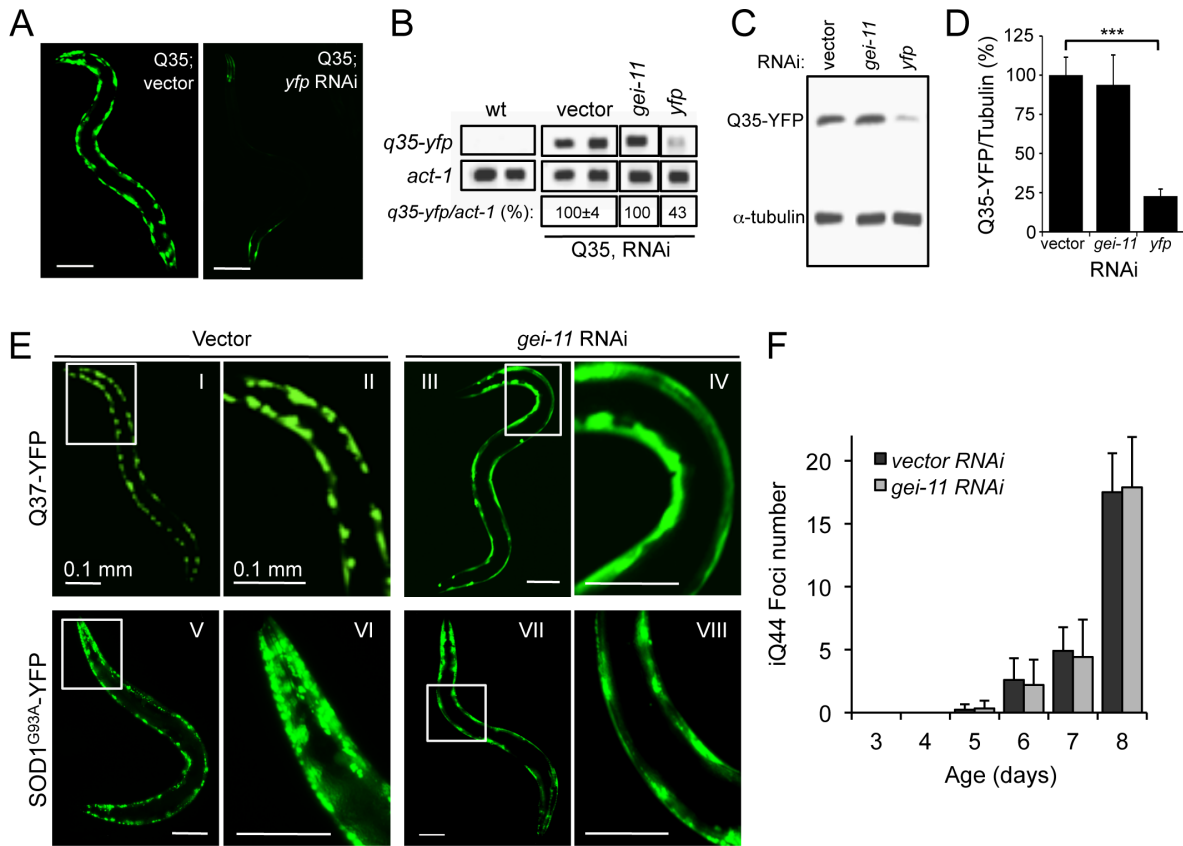 A
Q35;
vector
Q35;
yfp RNAi
B
wt
vector
gei-11
yfp
q35-yfp
act-1
q35-yfp/act-1 (%):
100±4
100
43
Q35, RNAi
C
RNAi:
vector
gei-11
yfp
Q35-YFP
α-tubulin
D
Q35-YFP/Tubulin (%)
125
100
75
50
25
0
***
vector
gei-11
yfp
RNAi
E
Vector
gei-11 RNAi
Q37-YFP
I
II
III
IV
0.1 mm
0.1 mm
SOD1G93A-YFP
V
VI
VII
VIII
F
iQ44 Foci number
20
15
10
5
0
vector RNAi
gei-11 RNAi
3 4 5 6 7 8
Age (days)